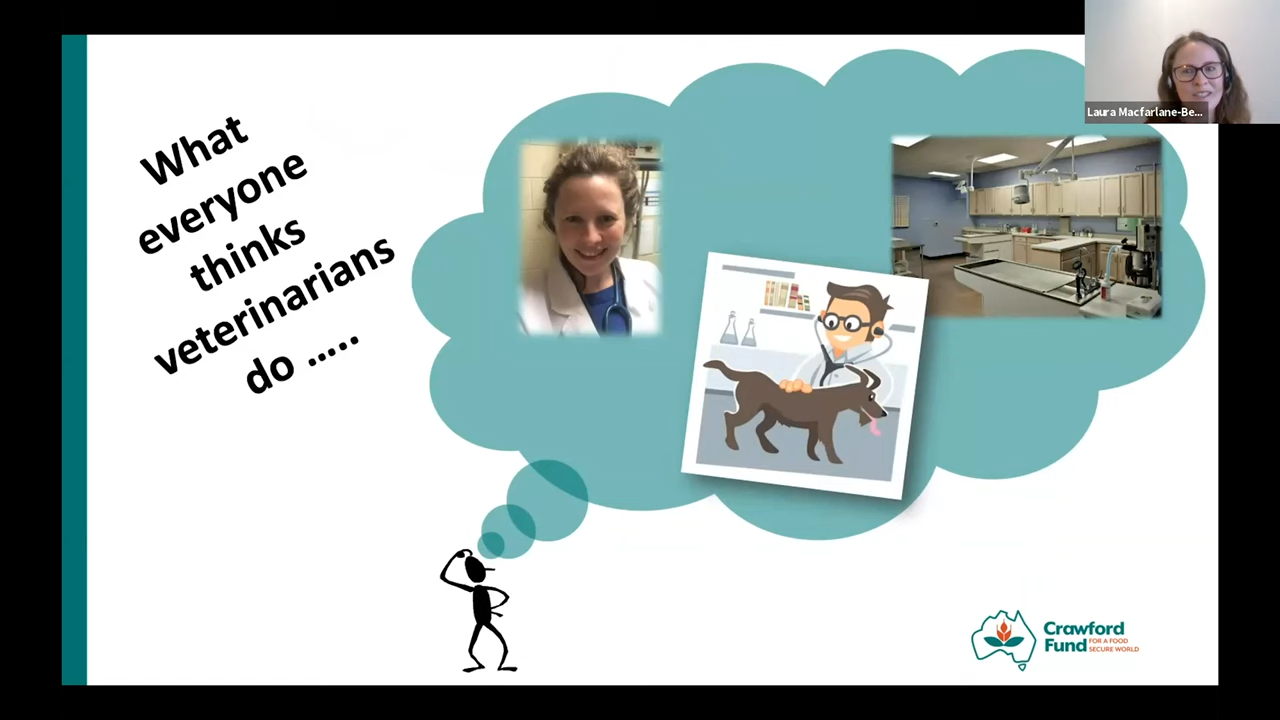 What
everyone
thinks
veterinarians
do .....
Laura Macfarlane-Be...
Crawford
Fund
FOR A FOOD
SECURE WORLD